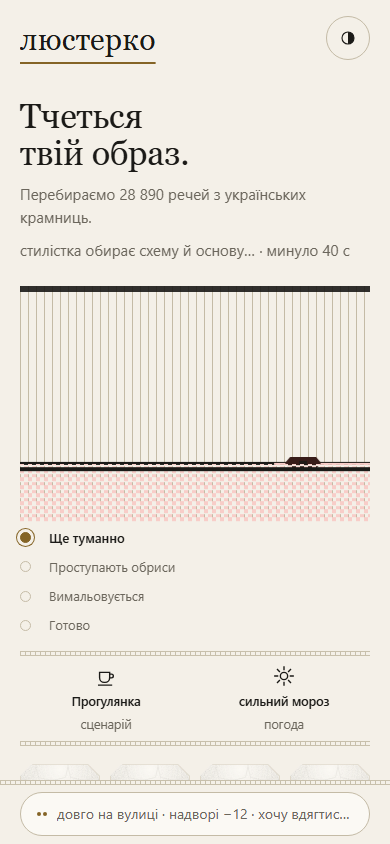 люстерко
Тчеться
твій образ.
Перебираємо 28 890 речей з українських
крамниць.
стилістка обирає схему й основу… · минуло 40 с
Ще туманно
Проступають обриси
Вимальовується
Готово
Прогулянка
сценарій
сильний мороз
погода
довго на вулиці · надворі −12 · хочу вдягтис…